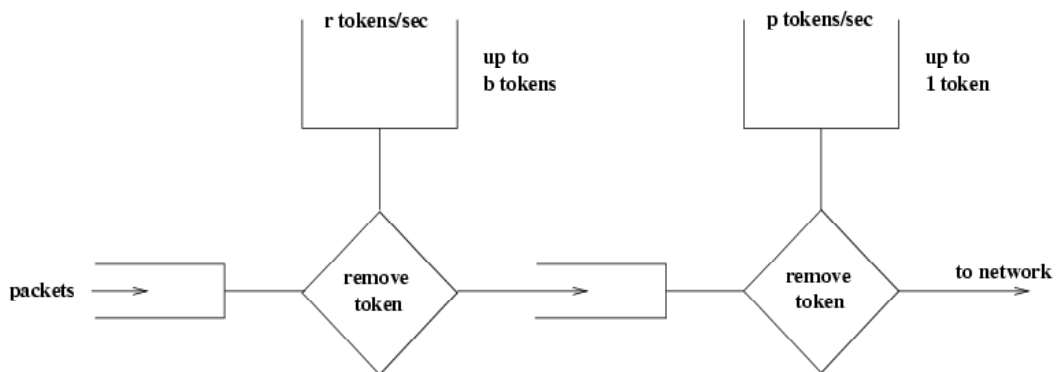 r tokens/sec
up to
b tokens
p tokens/sec
up to
1 token
packets
remove
token
remove
token
to network